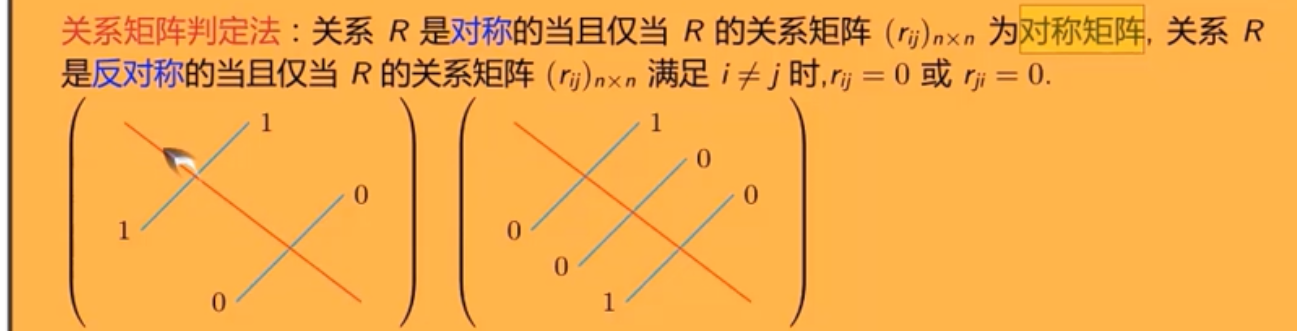 关系矩阵判定法：关系 R 是对称的当且仅当 R 的关系矩阵 (rij)n×n 为对称矩阵, 关系 R
是反对称的当且仅当 R 的关系矩阵 (rij)n×n 满足 i ≠ j 时,rij = 0 或 rji = 0.
1 1
0 0
1 0
0
0 1